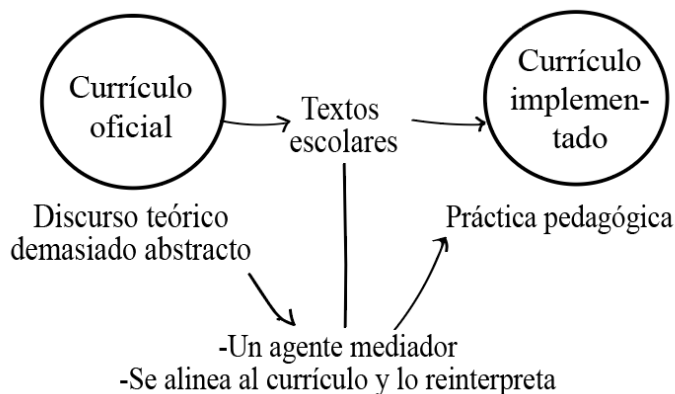 Currículo
oficial
Textos
escolares
Currículo
implemen-
tado
Discurso teórico
demasiado abstracto
Práctica pedagógica
-Un agente mediador
-Se alinea al currículo y lo reinterpreta